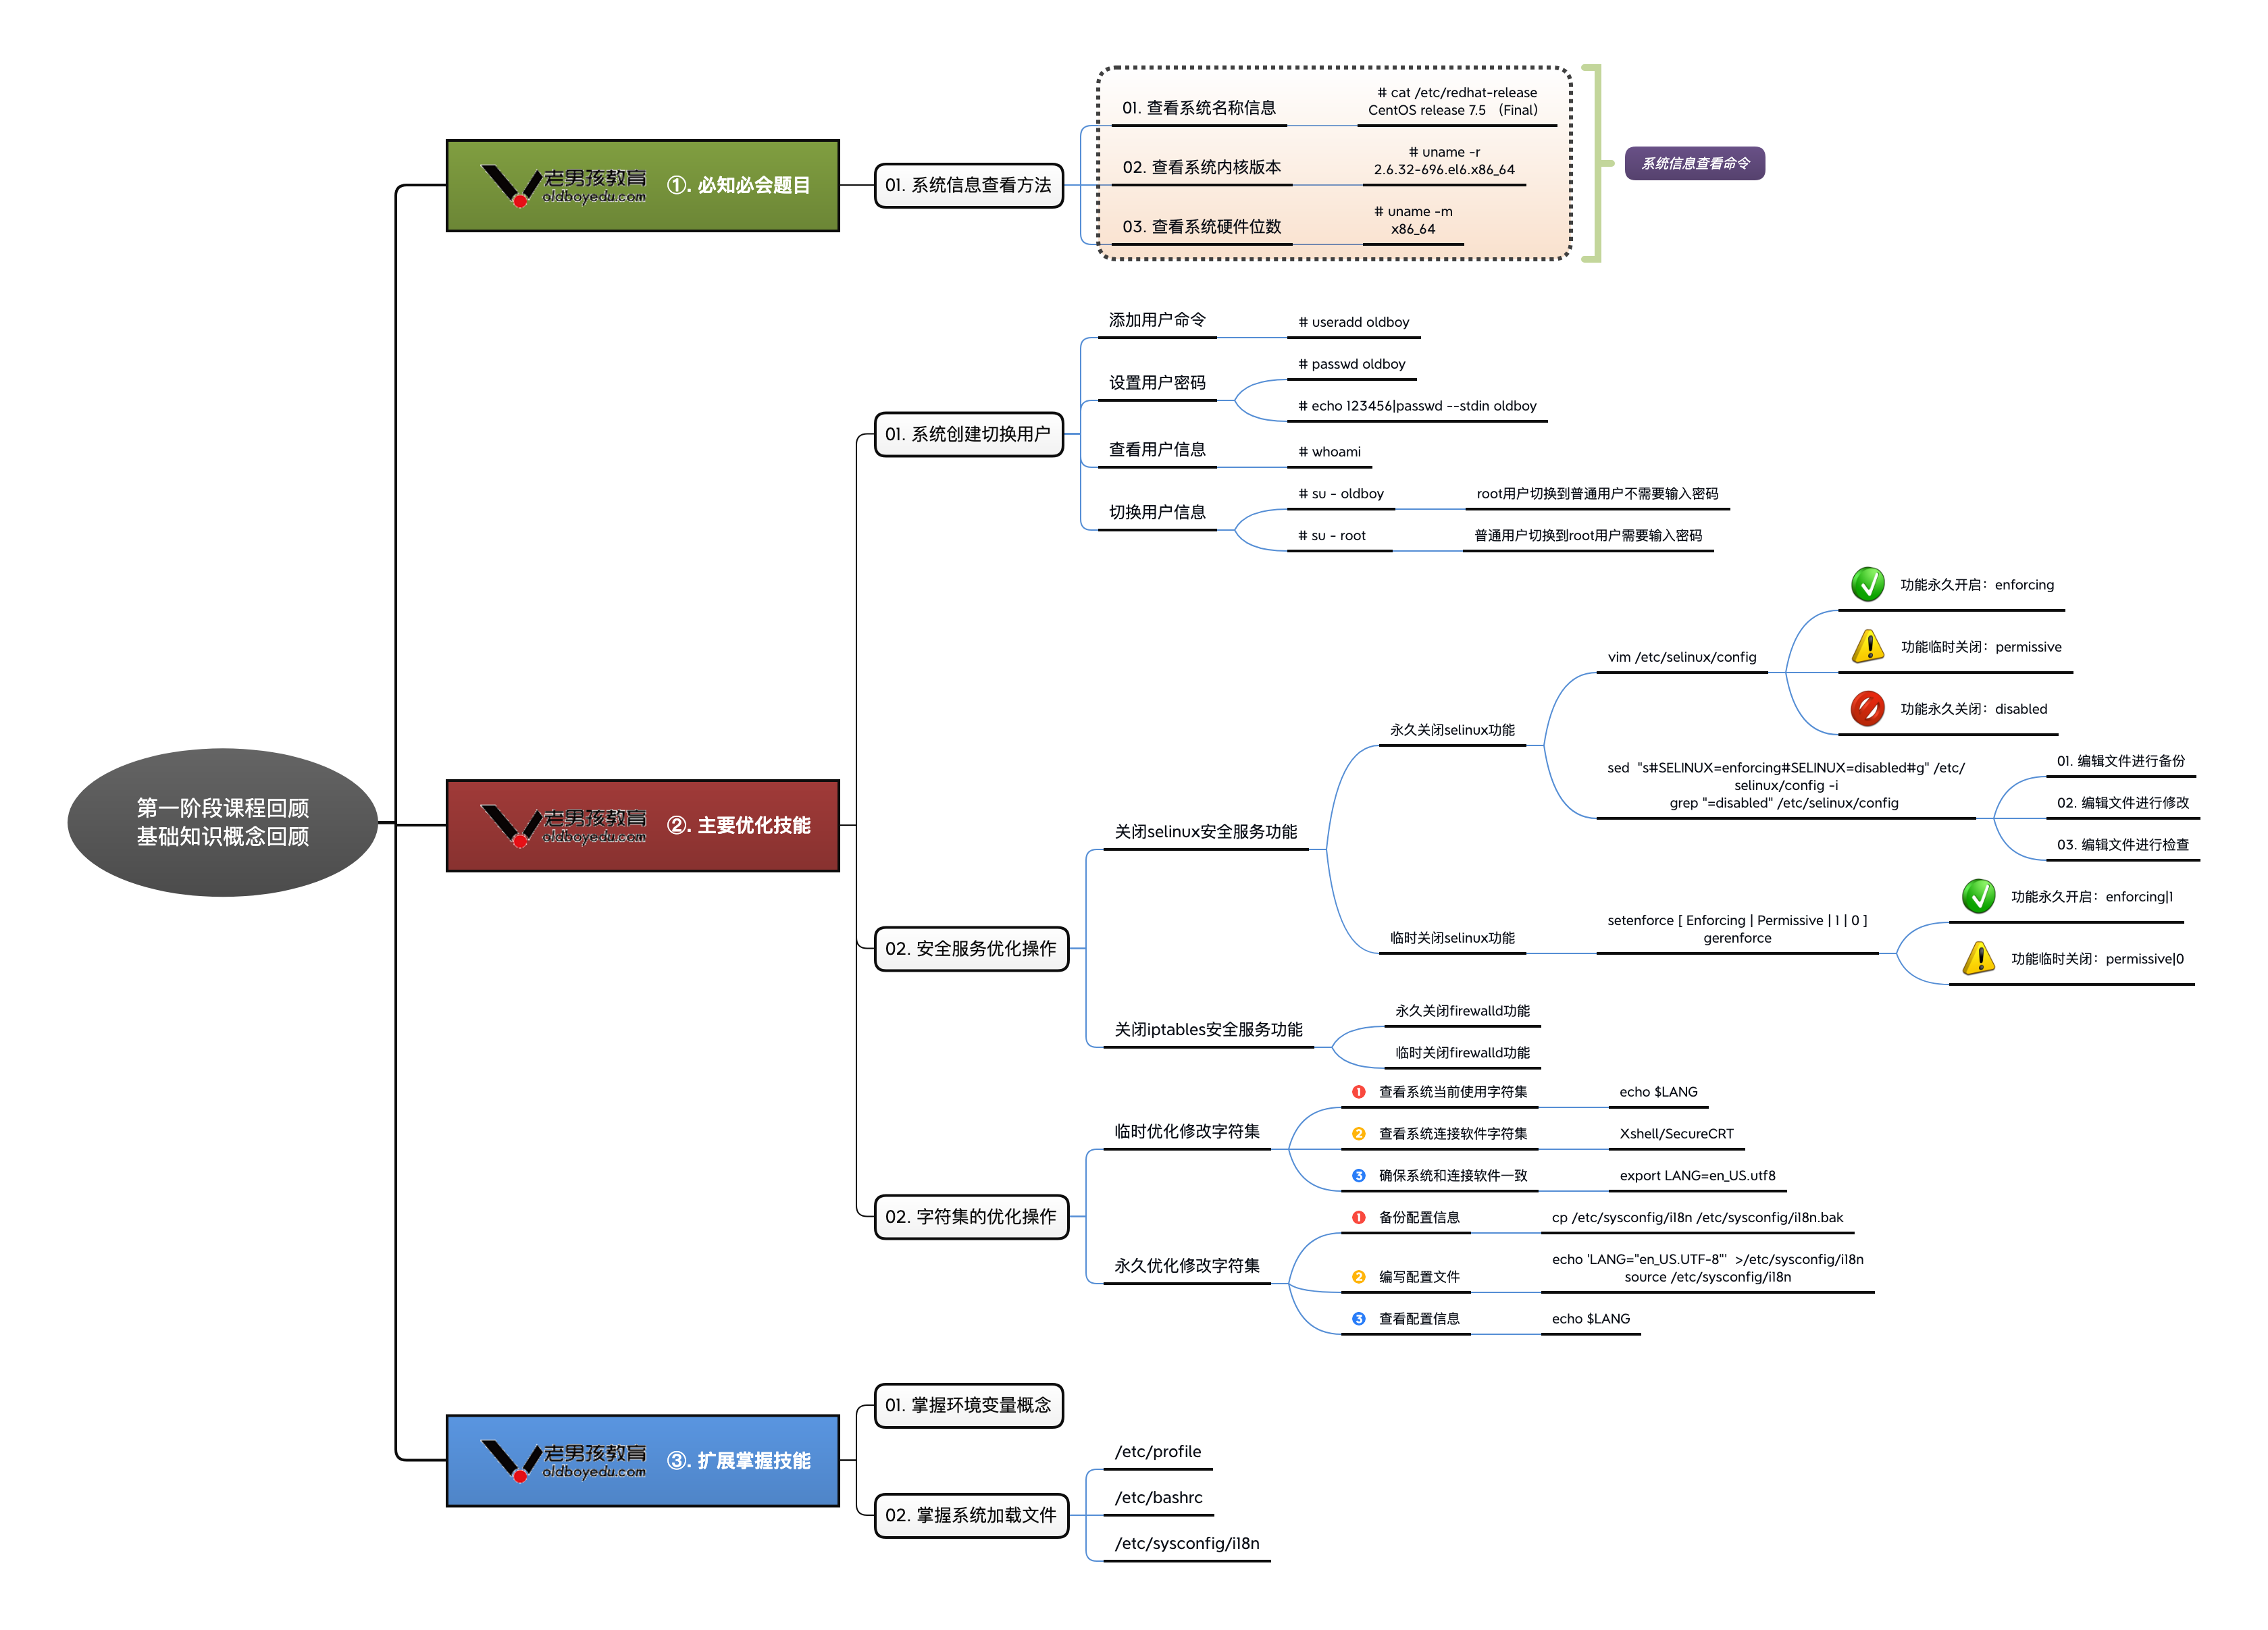 第一阶段课程回顾
基础知识概念回顾
老男孩教育
oldboyedu.com
①. 必知必会题目
01. 系统信息查看方法
01. 查看系统名称信息
# cat /etc/redhat-release
CentOS release 7.5 （Final）
02. 查看系统内核版本
# uname -r
2.6.32-696.el6.x86_64
03. 查看系统硬件位数
# uname -m
x86_64
系统信息查看命令
老男孩教育
oldboyedu.com
②. 主要优化技能
01. 系统创建切换用户
添加用户命令
# useradd oldboy
设置用户密码
# passwd oldboy
# echo 123456|passwd --stdin oldboy
查看用户信息
# whoami
切换用户信息
# su - oldboy
root用户切换到普通用户不需要输入密码
# su - root
普通用户切换到root用户需要输入密码
02. 安全服务优化操作
关闭selinux安全服务功能
永久关闭selinux功能
vim /etc/selinux/config
功能永久开启：enforcing
功能临时关闭：permissive
功能永久关闭：disabled
sed  "s#SELINUX=enforcing#SELINUX=disabled#g" /etc/
selinux/config -i
grep "=disabled" /etc/selinux/config
01. 编辑文件进行备份
02. 编辑文件进行修改
03. 编辑文件进行检查
临时关闭selinux功能
setenforce [ Enforcing | Permissive | 1 | 0 ]
gerenforce
功能永久开启：enforcing|1
功能临时关闭：permissive|0
关闭iptables安全服务功能
永久关闭firewalld功能
临时关闭firewalld功能
02. 字符集的优化操作
临时优化修改字符集
1 查看系统当前使用字符集
echo $LANG
2 查看系统连接软件字符集
Xshell/SecureCRT
3 确保系统和连接软件一致
export LANG=en_US.utf8
永久优化修改字符集
1 备份配置信息
cp /etc/sysconfig/i18n /etc/sysconfig/i18n.bak
2 编写配置文件
echo 'LANG="en_US.UTF-8"'  >/etc/sysconfig/i18n
source /etc/sysconfig/i18n
3 查看配置信息
echo $LANG
老男孩教育
oldboyedu.com
③. 扩展掌握技能
01. 掌握环境变量概念
02. 掌握系统加载文件
/etc/profile
/etc/bashrc
/etc/sysconfig/i18n